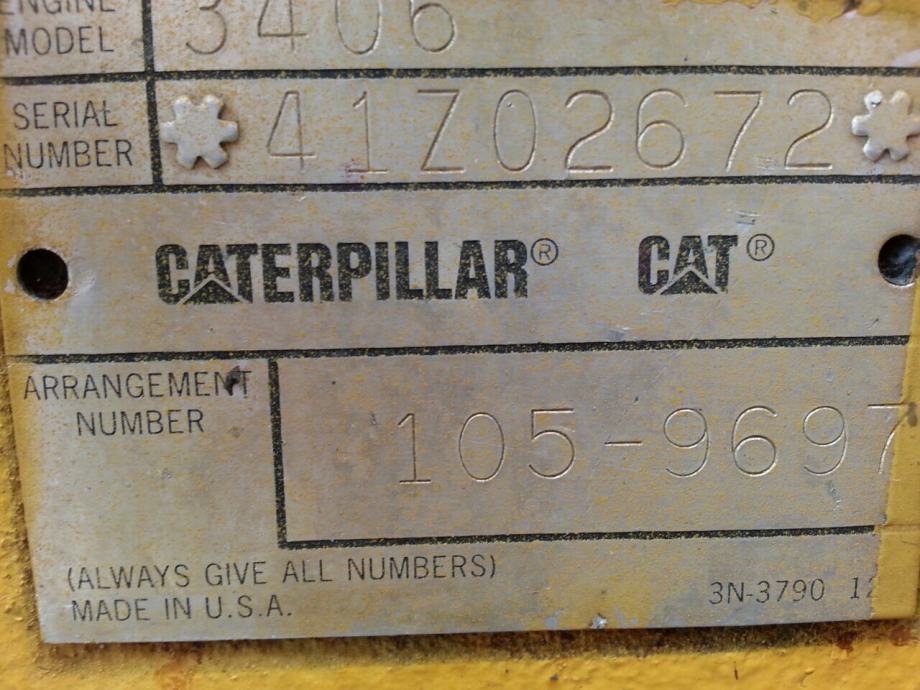 ENGINE
MODEL
3406
SERIAL
NUMBER
*41Z02672*
CATERPILLAR® CAT®
ARRANGEMENT
NUMBER
105-9697
(ALWAYS GIVE ALL NUMBERS)
MADE IN U.S.A.
3N-3790